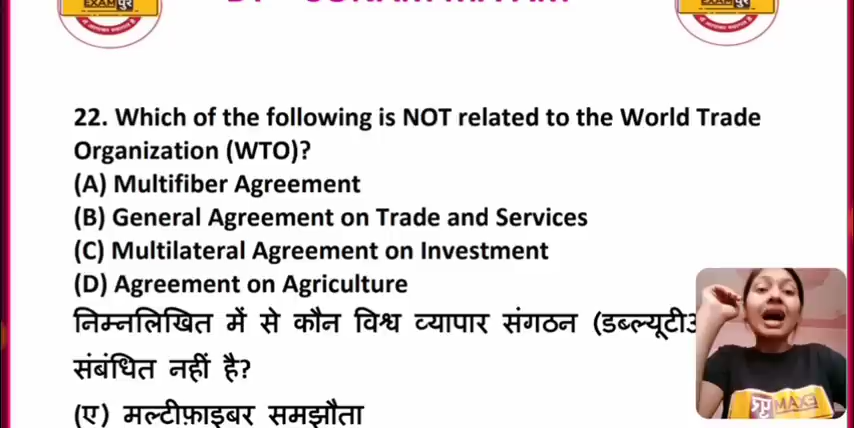 EXAM पुर
22. Which of the following is NOT related to the World Trade
Organization (WTO)?
(A) Multifiber Agreement
(B) General Agreement on Trade and Services
(C) Multilateral Agreement on Investment
(D) Agreement on Agriculture
निम्नलिखित में से कौन विश्व व्यापार संगठन
संबंधित नहीं है?
(ए) मल्टीफ़ाइबर समझौता